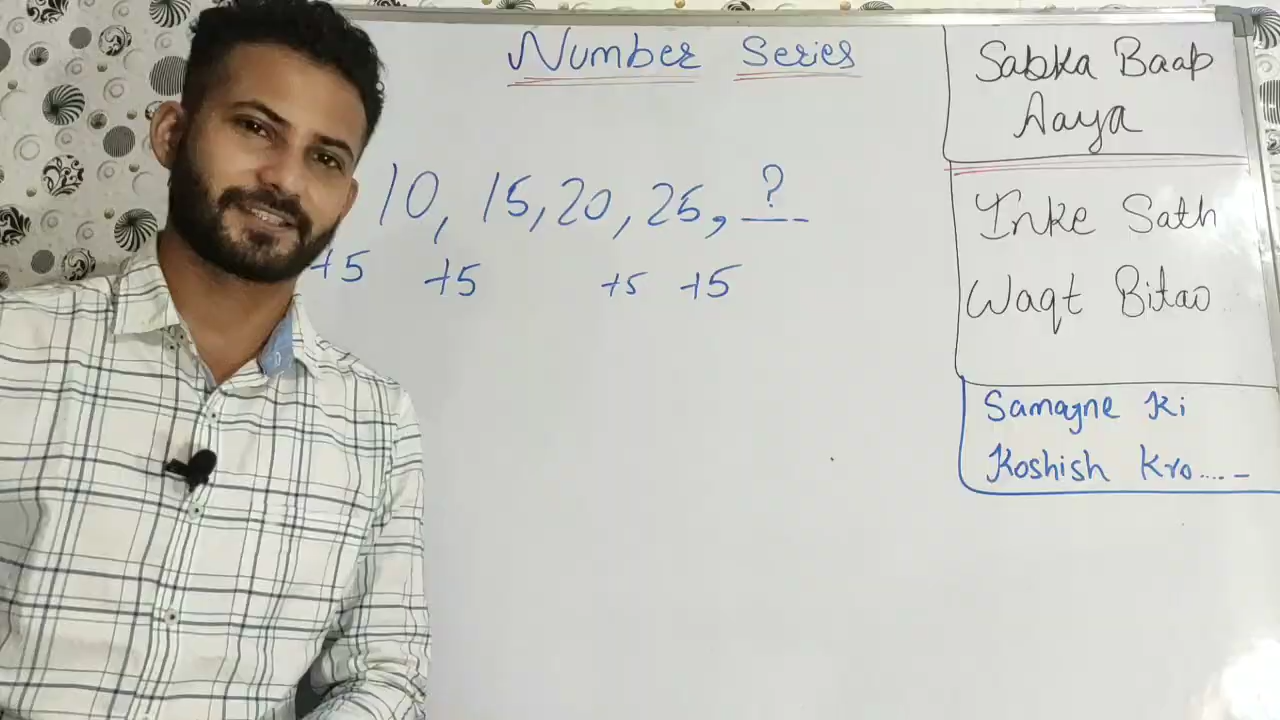 Number Series
10, 15, 20, 25, ?
+5 +5 +5 +5
Sabka Baap
Aaya
Inke Sath
Waqt Bitao
Samagne Ki
Koshish Kro.....-